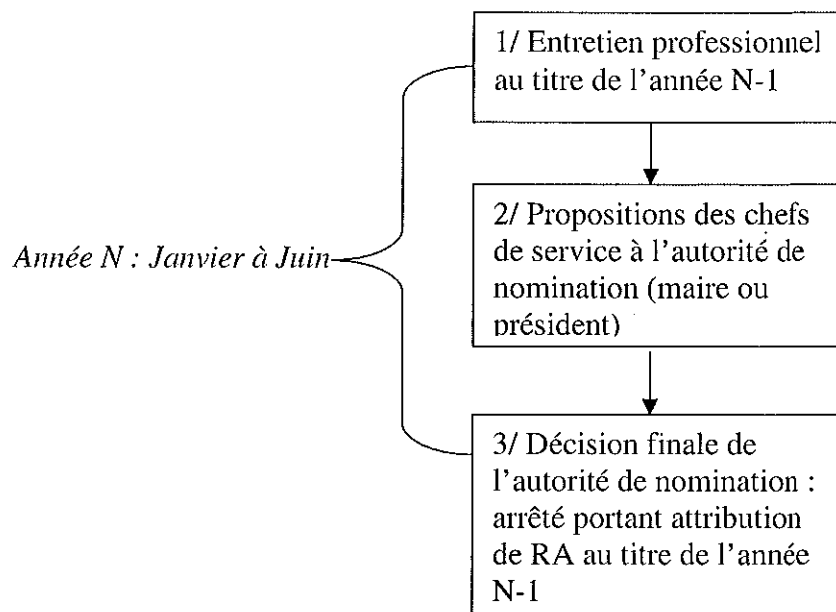 1/ Entretien professionnel
au titre de l'année N-1
2/ Propositions des chefs
de service à l'autorité de
nomination (maire ou
président)
Année N : Janvier à Juin
3/ Décision finale de
l'autorité de nomination :
arrêté portant attribution
de RA au titre de l'année
N-1